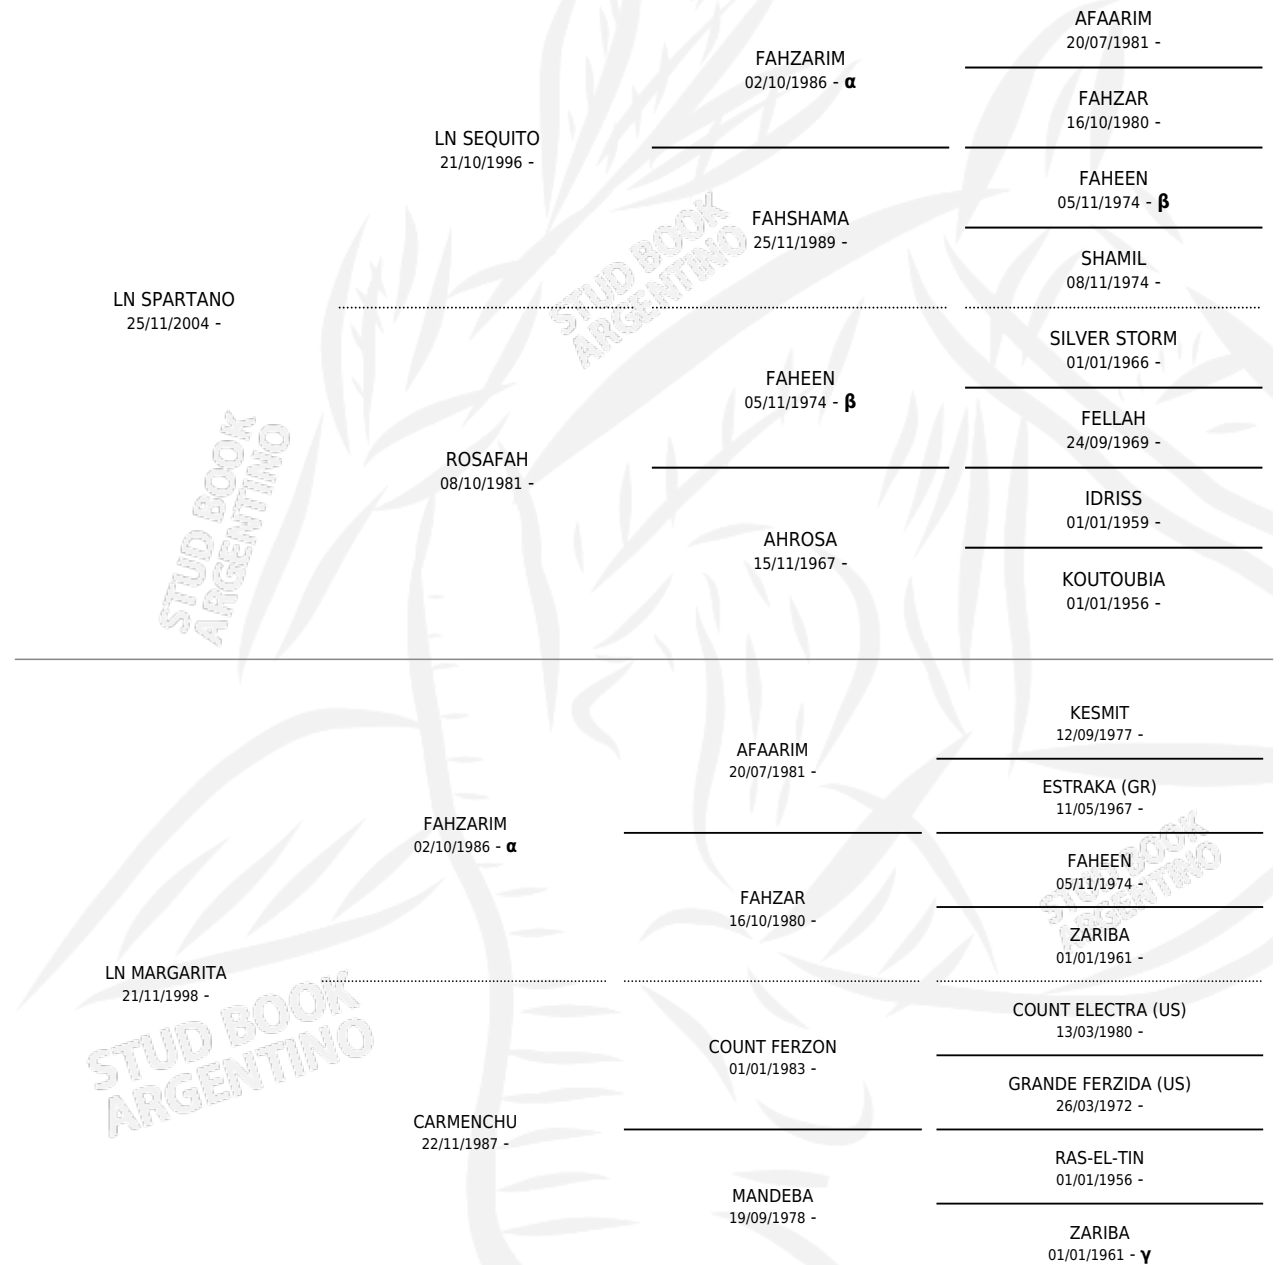 AFAARIM
20/07/1981 -
FAHZARIM
02/10/1986 - α
FAHZAR
16/10/1980 -
LN SEQUITO
21/10/1996 -
FAHEEN
05/11/1974 - β
FAHSHAMA
25/11/1989 -
SHAMIL
08/11/1974 -
LN SPARTANO
25/11/2004 -
SILVER STORM
01/01/1966 -
FAHEEN
05/11/1974 - β
FELLAH
24/09/1969 -
ROSAFAH
08/10/1981 -
IDRISS
01/01/1959 -
AHROSA
15/11/1967 -
KOUTOUBIA
01/01/1956 -
STUD BOOK
ARGENTINO
STUD BOOK
ARGENTINO
KESMIT
12/09/1977 -
AFAARIM
20/07/1981 -
ESTRAKA (GR)
11/05/1967 -
FAHZARIM
02/10/1986 - α
FAHEEN
05/11/1974 -
FAHZAR
16/10/1980 -
ZARIBA
01/01/1961 -
LN MARGARITA
21/11/1998 -
COUNT ELECTRA (US)
13/03/1980 -
COUNT FERZON
01/01/1983 -
GRANDE FERZIDA (US)
26/03/1972 -
CARMENCHU
22/11/1987 -
RAS-EL-TIN
01/01/1956 -
MANDEBA
19/09/1978 -
ZARIBA
01/01/1961 - γ
STUD BOOK
ARGENTINO
STUD BOOK
ARGENTINO